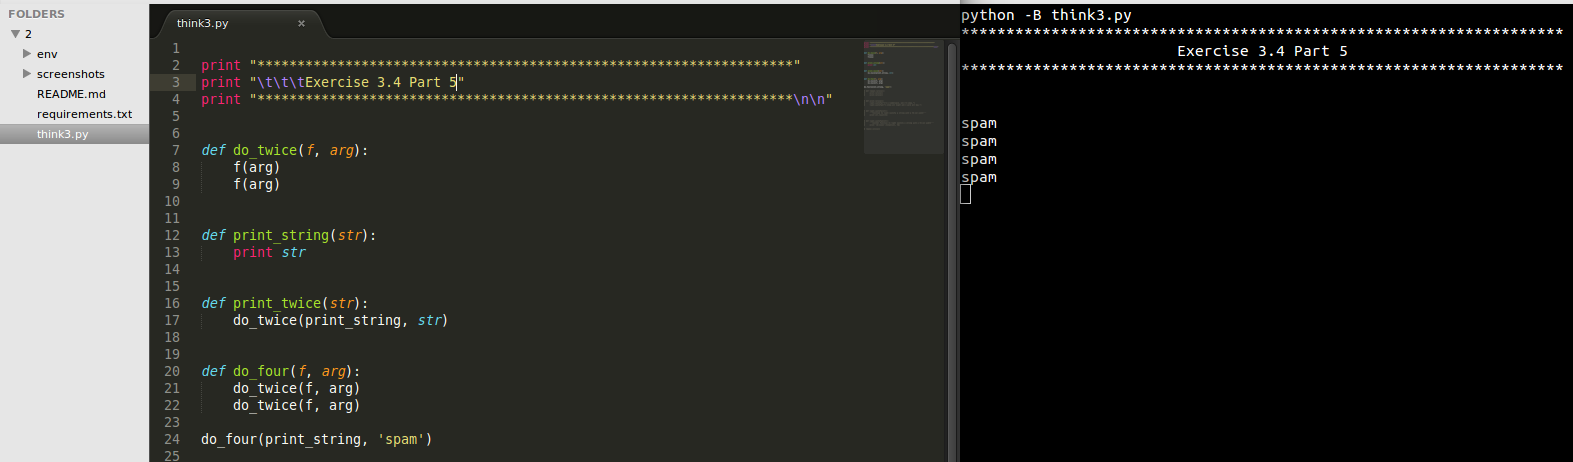 FOLDERS
2
env
screenshots
README.md
requirements.txt
think3.py
think3.py ×
1
2 print "*******************************************************************"
3 print "\t\t\tExercise 3.4 Part 5"
4 print "*******************************************************************\n\n"
5
6
7 def do_twice(f, arg):
8 f(arg)
9 f(arg)
10
11
12 def print_string(str):
13 print str
14
15
16 def print_twice(str):
17 do_twice(print_string, str)
18
19
20 def do_four(f, arg):
21 do_twice(f, arg)
22 do_twice(f, arg)
23
24 do_four(print_string, 'spam')
25
python -B think3.py
*******************************************************************
Exercise 3.4 Part 5
*******************************************************************
spam
spam
spam
spam